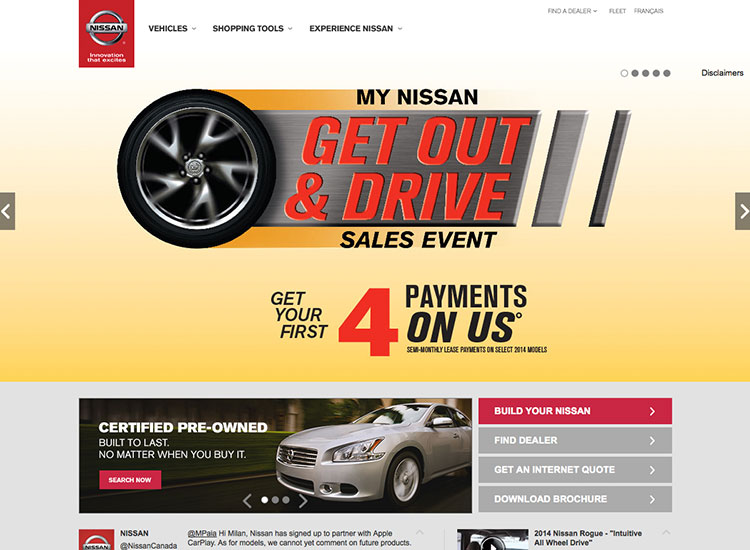 FIND A DEALER FLEET FRANÇAIS
NISSAN
Innovation
that excites
VEHICLES SHOPPING TOOLS EXPERIENCE NISSAN
Disclaimers
MY NISSAN
GET OUT
& DRIVE
SALES EVENT
GET
YOUR
FIRST
4
PAYMENTS
ON US°
SEMI-MONTHLY LEASE PAYMENTS ON SELECT 2014 MODELS
CERTIFIED PRE-OWNED
BUILT TO LAST.
NO MATTER WHEN YOU BUY IT.
SEARCH NOW
BUILD YOUR NISSAN
FIND DEALER
GET AN INTERNET QUOTE
DOWNLOAD BROCHURE
NISSAN
NISSAN
@NissanCanada
@MPaia Hi Milan, Nissan has signed up to partner with Apple
CarPlay. As for models, we cannot yet comment on future products.
2014 Nissan Rogue - "Intuitive
All Wheel Drive"